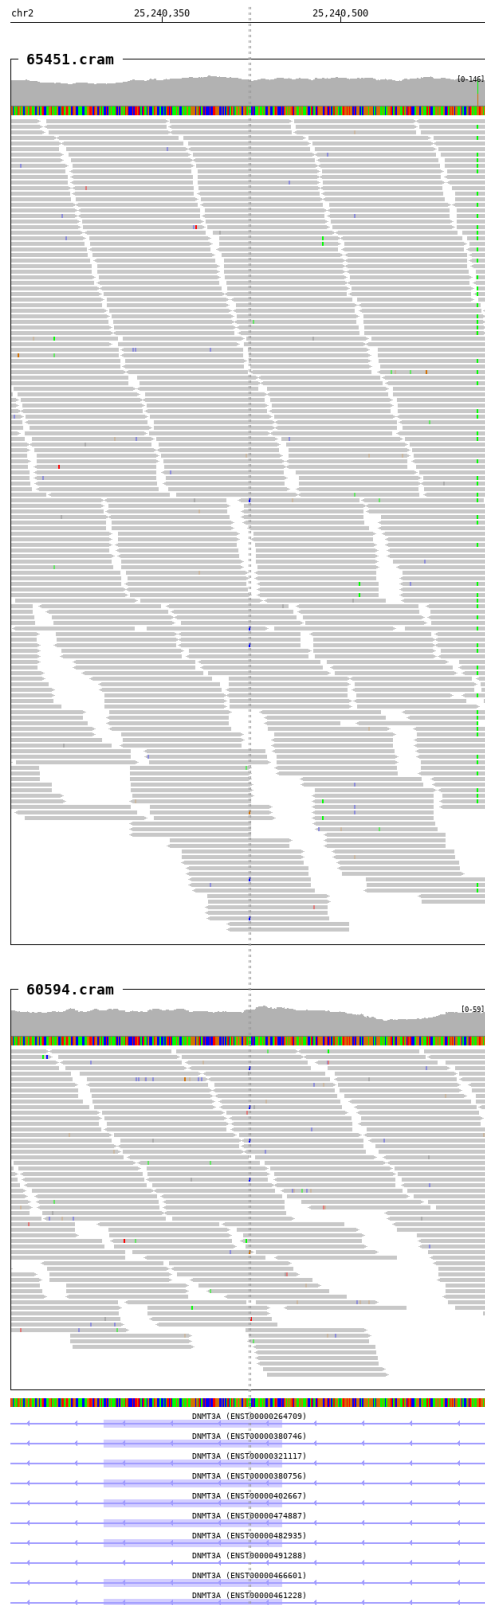 chr2 25,240,350 25,240,500
65451.cram
[0-146]
60594.cram
[0-59]
DNMT3A (ENST00000264709)
DNMT3A (ENST00000380746)
DNMT3A (ENST00000321117)
DNMT3A (ENST00000380756)
DNMT3A (ENST00000402667)
DNMT3A (ENST00000474887)
DNMT3A (ENST00000482935)
DNMT3A (ENST00000491288)
DNMT3A (ENST00000466601)
DNMT3A (ENST00000461228)